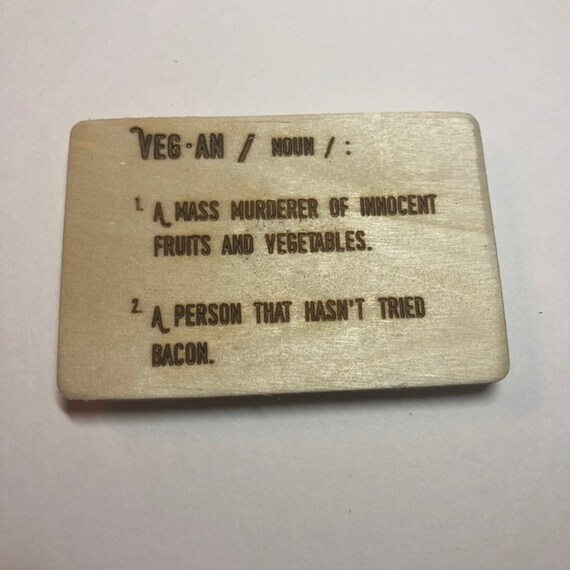 VEG•AN / NOUN / :
1. A MASS MURDERER OF INNOCENT
FRUITS AND VEGETABLES.
2. A PERSON THAT HASN'T TRIED
BACON.